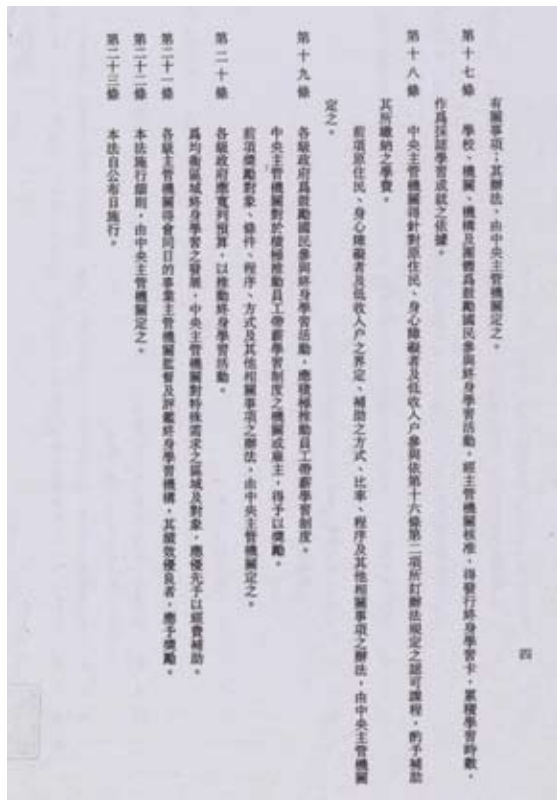 有關事項；其辦法，由中央主管機關定之。
第十七條　學校、機關、機構及團體為鼓勵國民參與終身學習活動，經主管機關核准，得發行終身學習卡，累積學習時數，
作為採認學習成就之依據。
第十八條　中央主管機關得針對原住民、身心障礙者及低收入戶參與依第十六條第二項所訂辦法規定之認可課程，酌予補助
其所繳納之學費。
前項原住民、身心障礙者及低收入戶之界定、補助之方式、比率、程序及其他相關事項之辦法，由中央主管機關
定之。
第十九條　各級政府為鼓勵國民參與終身學習活動，應積極推動員工帶薪學習制度。
中央主管機關對於積極推動員工帶薪學習制度之機關或雇主，得予以獎勵。
前項獎勵對象、條件、程序、方式及其他相關事項之辦法，由中央主管機關定之。
第二十條　各級政府應寬列預算，以推動終身學習活動。
為均衡區域終身學習之發展，中央主管機關對特殊需求之區域及對象，應優先予以經費補助。
第二十一條　各級主管機關得會同目的事業主管機關監督及評鑑終身學習機構，其績效優良者，應予獎勵。
第二十二條　本法施行細則，由中央主管機關定之。
第二十三條　本法自公布日施行。
四